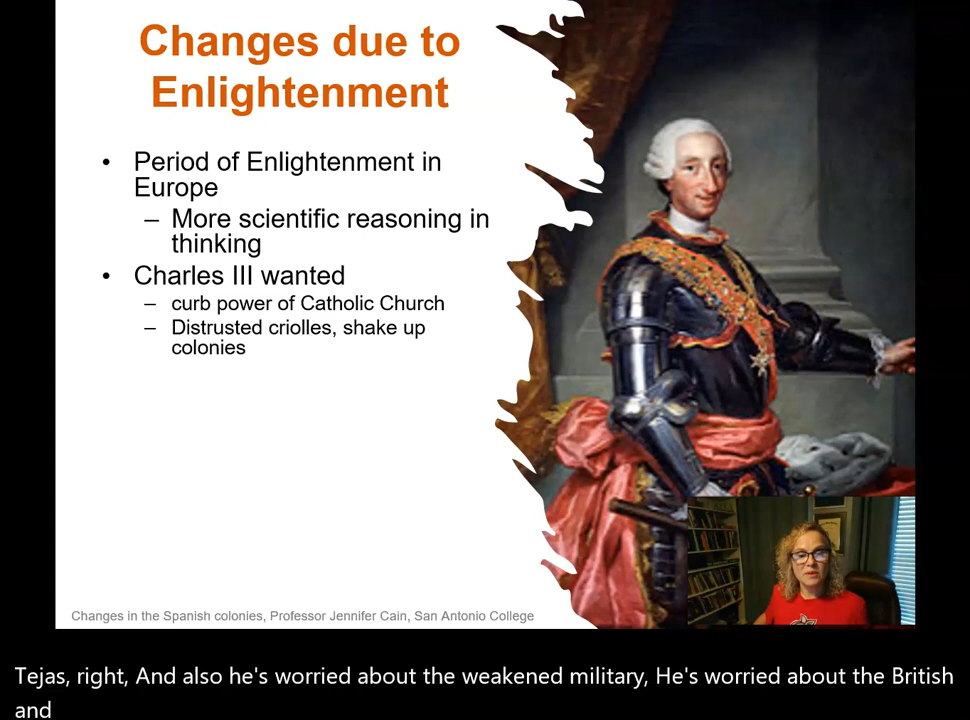 Changes due to
Enlightenment
• Period of Enlightenment in
Europe
– More scientific reasoning in
thinking
• Charles III wanted
– curb power of Catholic Church
– Distrusted criolles, shake up
colonies
Changes in the Spanish colonies, Professor Jennifer Cain, San Antonio College
Tejas, right, And also he's worried about the weakened military, He's worried about the British
and